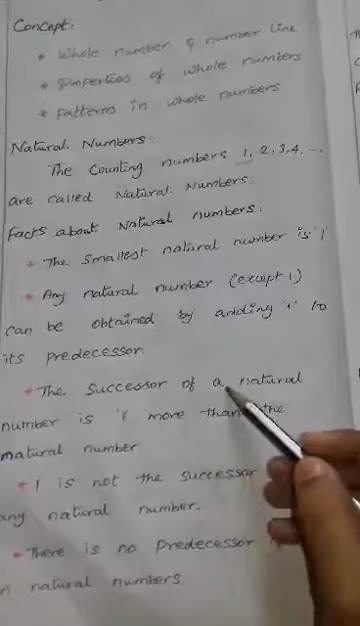 Concept:
* Whole number & number line
* Properties of whole numbers
* Patterns in whole numbers
Natural Numbers:
The Counting numbers 1, 2, 3, 4, ...
are called Natural Numbers.
Facts about Natural numbers:
* The smallest natural number is '1'
* Any natural number (except 1)
can be obtained by adding '1' to
its predecessor.
* The Successor of a natural
number is '1' more than the
natural number.
* 1 is not the successor
any natural number.
* There is no Predecessor
in natural numbers.